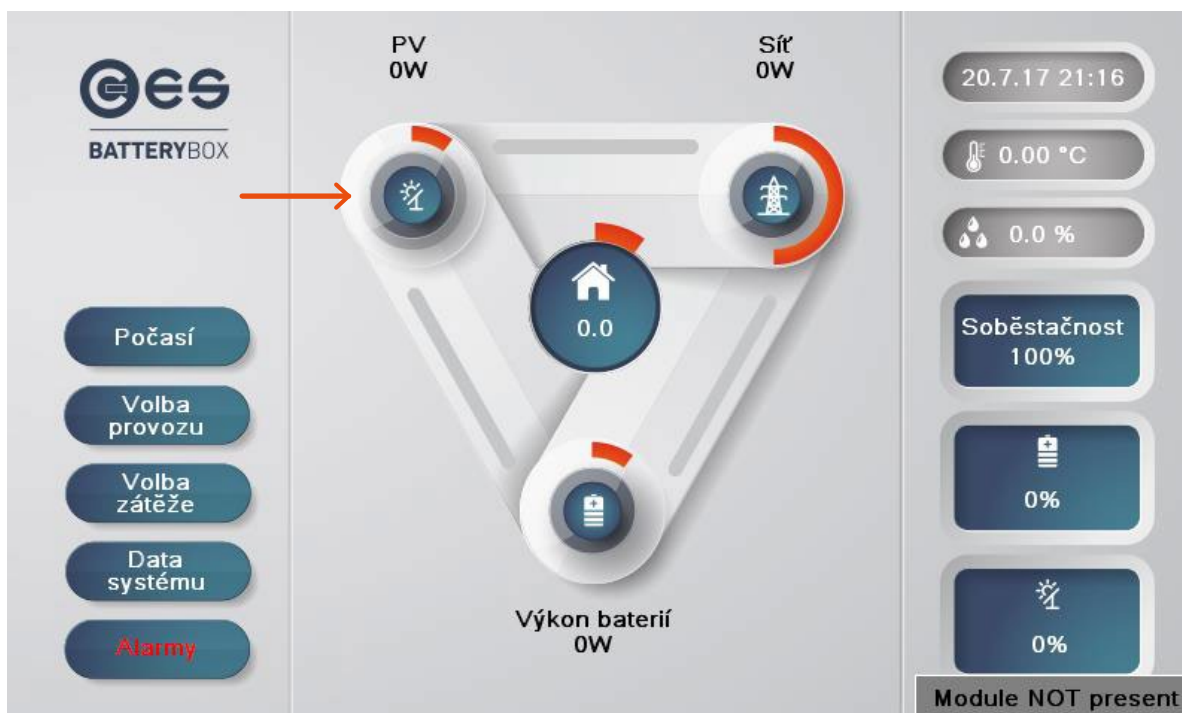 GES
BATTERYBOX
Počasí
Volba
provozu
Volba
zátěže
Data
systému
Alarmy
PV
0W
Síť
0W
0.0
Výkon baterií
0W
20.7.17 21:16
0.00 °C
0.0 %
Soběstačnost
100%
0%
0%
Module NOT present